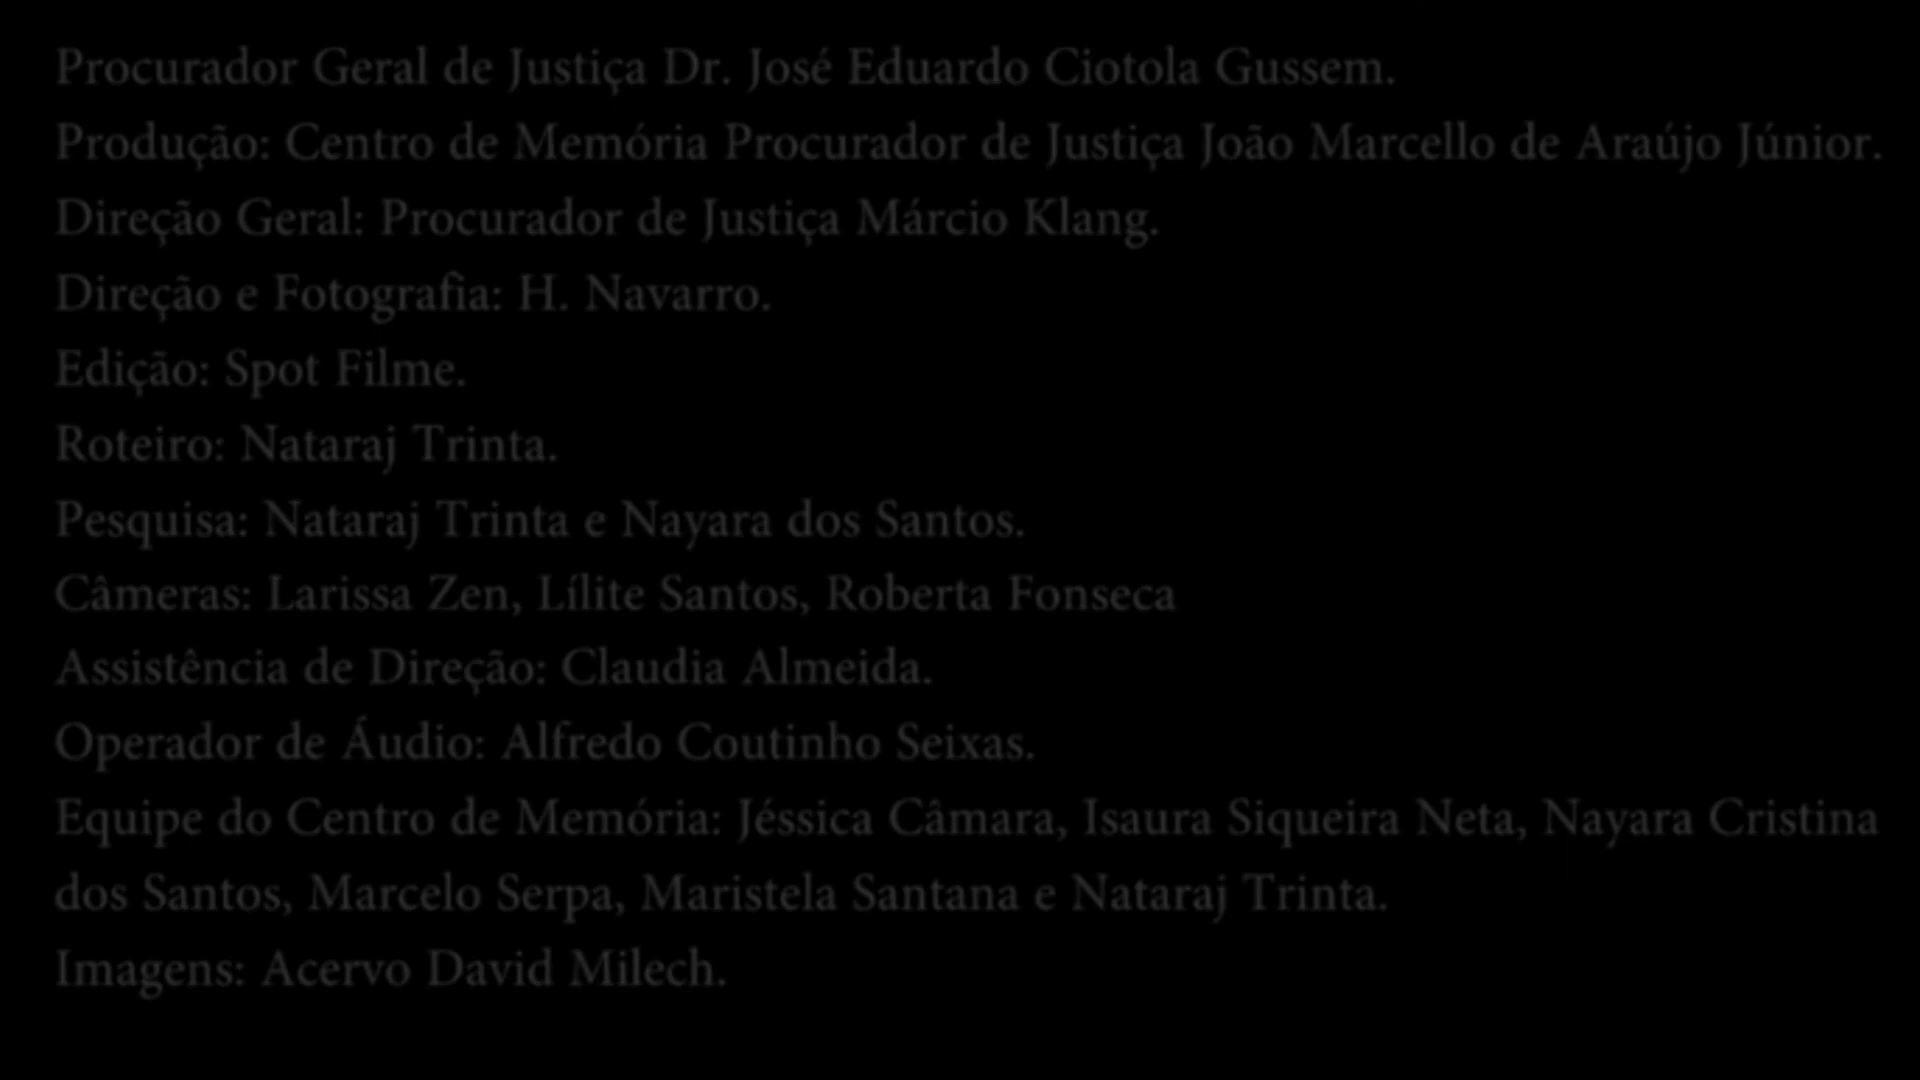 Procurador Geral de Justiça Dr. José Eduardo Ciotola Gussem.
Produção: Centro de Memória Procurador de Justiça João Marcello de Araújo Júnior.
Direção Geral: Procurador de Justiça Márcio Klang.
Direção e Fotografia: H. Navarro.
Edição: Spot Filme.
Roteiro: Nataraj Trinta.
Pesquisa: Nataraj Trinta e Nayara dos Santos.
Câmeras: Larissa Zen, Lílite Santos, Roberta Fonseca
Assistência de Direção: Claudia Almeida.
Operador de Áudio: Alfredo Coutinho Seixas.
Equipe do Centro de Memória: Jéssica Câmara, Isaura Siqueira Neta, Nayara Cristina
dos Santos, Marcelo Serpa, Maristela Santana e Nataraj Trinta.
Imagens: Acervo David Milech.